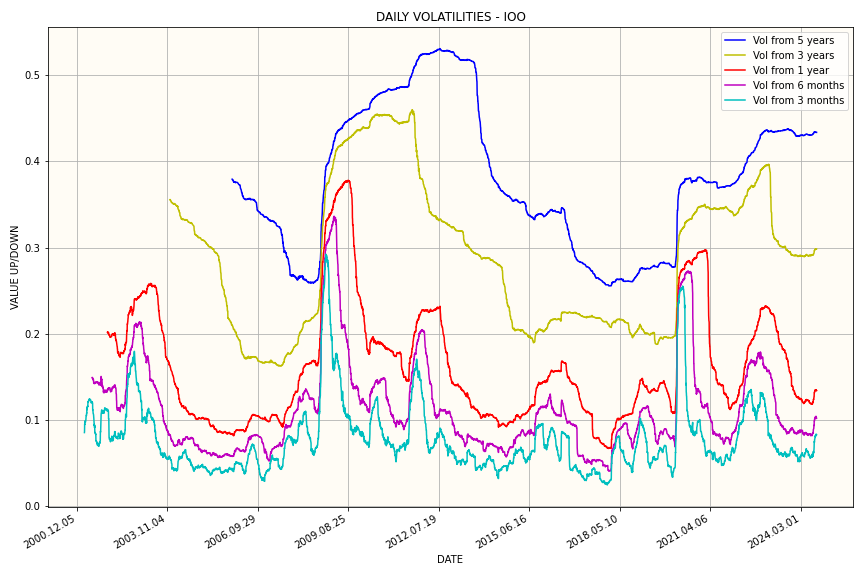 DAILY VOLATILITIES - IOO
Vol from 5 years
Vol from 3 years
Vol from 1 year
Vol from 6 months
Vol from 3 months
VALUE UP/DOWN
0.5
0.4
0.3
0.2
0.1
0.0
2000.12.05
2003.11.04
2006.09.29
2009.08.25
2012.07.19
2015.06.16
2018.05.10
2021.04.06
2024.03.01
DATE